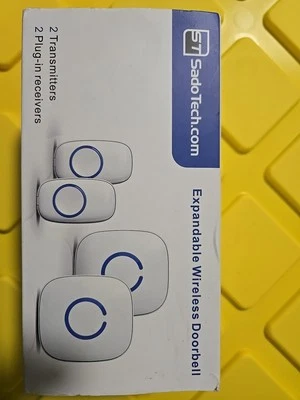 ST
SadoTech.com
Expandable Wireless Doorbell
2 Transmitters
2 Plug-in receivers